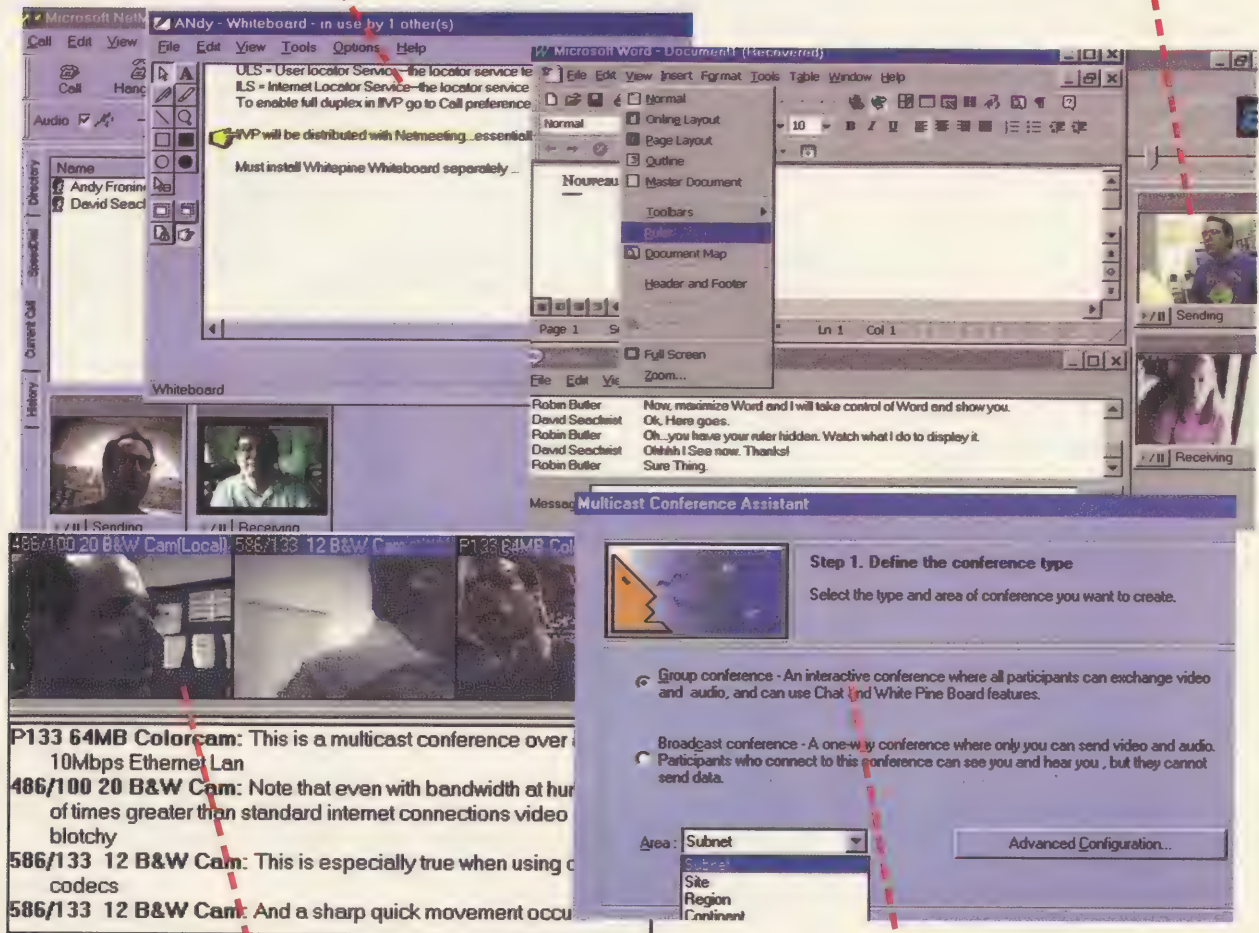 Microsoft Net
Call Edit View
Call Hang
Audio
Directory
SpeedDial
Current Call
History
Name
Andy Fronin
David Seach
Sending
Receiving
ANdy - Whiteboard - in use by 1 other(s)
File Edit View Tools Options Help
ULS = User locator Service--the locator service te
ILS = Internet Locator Service--the locator service
To enable full duplex in IIVP go to Call preference
IIVP will be distributed with Netmeeting...essentiall
Must install Whitepine Whiteboard separately ...
Whiteboard
Microsoft Word - Document1 (Recovered)
File Edit View Insert Format Tools Table Window Help
Normal
10 B I U
Nouveau
Normal
Online Layout
Page Layout
Outline
Master Document
Toolbars
Ruler
Document Map
Header and Footer
Full Screen
Zoom...
Page 1 Ln 1 Col 1
Sending
Receiving
File Edit
Robin Butler Now, maximize Word and I will take control of Word and show you.
David Seachrist Ok, Here goes.
Robin Butler Oh...you have your ruler hidden. Watch what I do to display it.
David Seachrist Ohhhh I See now. Thanks!
Robin Butler Sure Thing.
Messag
486/100 20 B&W Cam(Local)
586/133 12 B&W Cam
P133 64MB Col
P133 64MB Colorcam: This is a multicast conference over
10Mbps Ethernet Lan
486/100 20 B&W Cam: Note that even with bandwidth at hun
of times greater than standard internet connections video
blotchy
586/133 12 B&W Cam: This is especially true when using c
codecs
586/133 12 B&W Cam: And a sharp quick movement occu
Multicast Conference Assistant
Step 1. Define the conference type
Select the type and area of conference you want to create.
Group conference - An interactive conference where all participants can exchange video
and audio, and can use Chat and White Pine Board features.
Broadcast conference - A one-way conference where only you can send video and audio.
Participants who connect to this conference can see you and hear you , but they cannot
send data.
Area : Subnet
Advanced Configuration...
Subnet
Site
Region
Continent